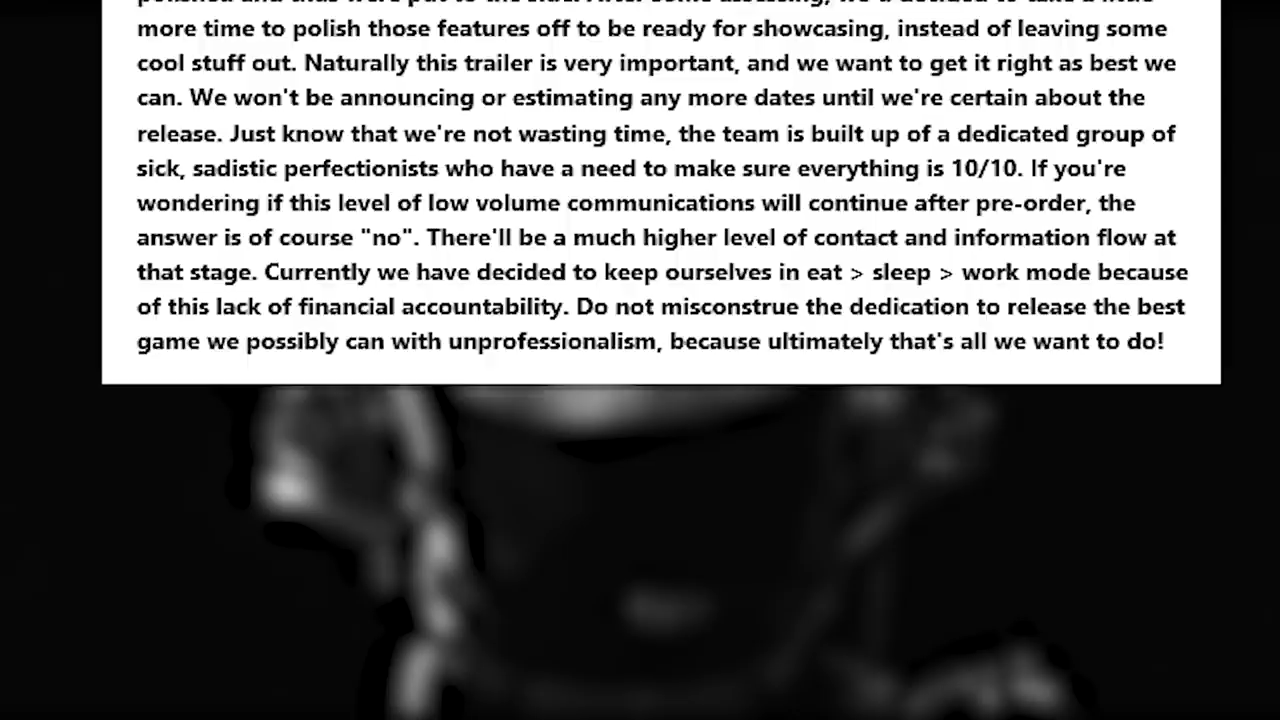 more time to polish those features off to be ready for showcasing, instead of leaving some
cool stuff out. Naturally this trailer is very important, and we want to get it right as best we
can. We won't be announcing or estimating any more dates until we're certain about the
release. Just know that we're not wasting time, the team is built up of a dedicated group of
sick, sadistic perfectionists who have a need to make sure everything is 10/10. If you're
wondering if this level of low volume communications will continue after pre-order, the
answer is of course "no". There'll be a much higher level of contact and information flow at
that stage. Currently we have decided to keep ourselves in eat > sleep > work mode because
of this lack of financial accountability. Do not misconstrue the dedication to release the best
game we possibly can with unprofessionalism, because ultimately that's all we want to do!